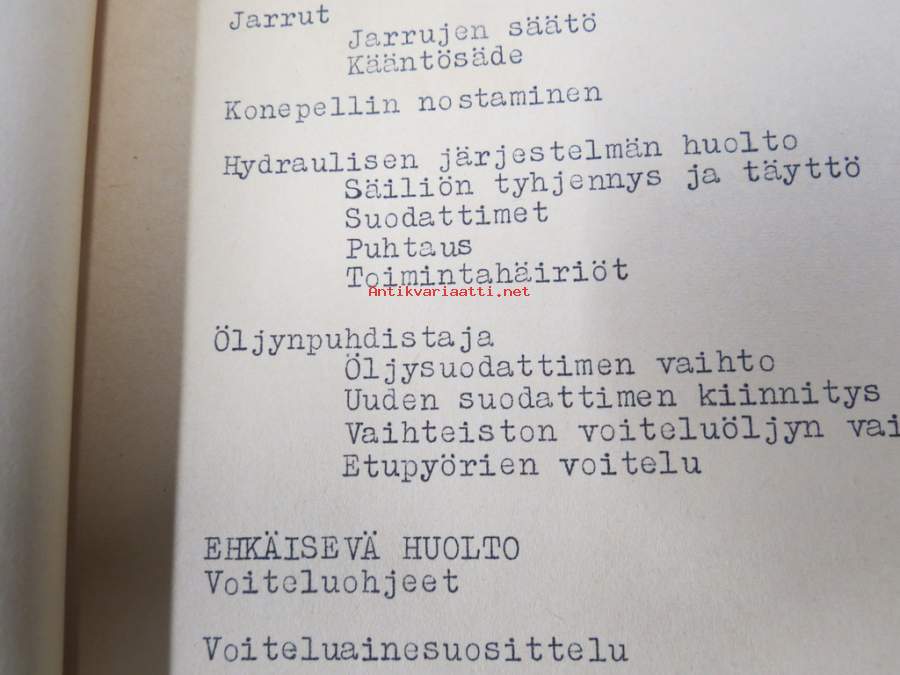 Jarrut
Jarrujen säätö
Kääntösäde
Konepellin nostaminen
Hydraulisen järjestelmän huolto
Säiliön tyhjennys ja täyttö
Suodattimet
Puhtaus
Toimintahäiriöt
Antikvariaatti.net
Öljynpuhdistaja
Öljysuodattimen vaihto
Uuden suodattimen kiinnitys
Vaihteiston voiteluöljyn vai
Etupyörien voitelu
EHKÄISEVÄ HUOLTO
Voiteluohjeet
Voiteluainesuosittelu